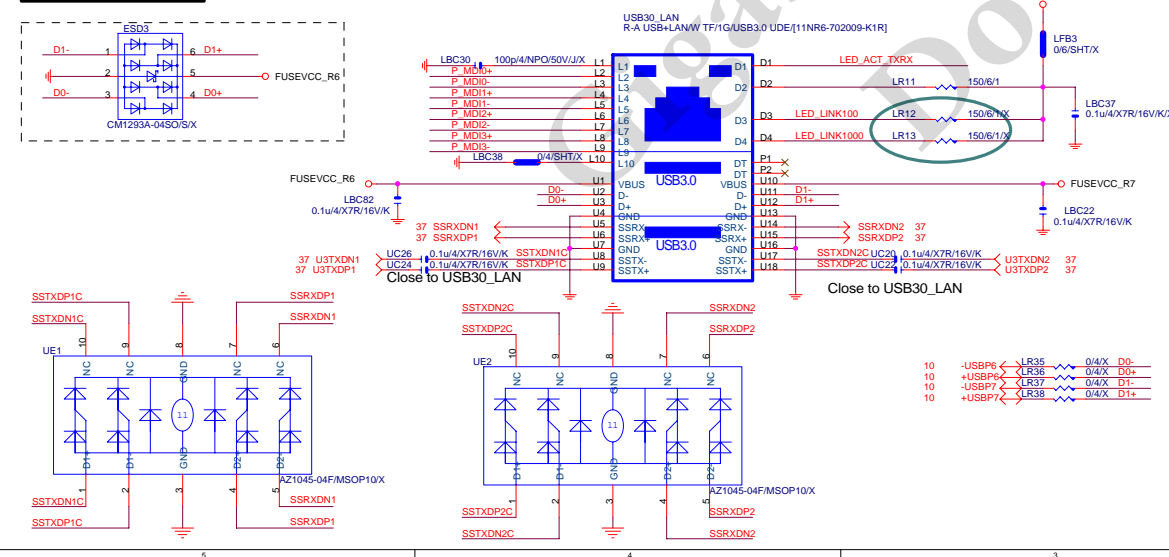 USB30_LAN
R-A USB+LAN/W TF/1G/USB3.0 UDE/[11NR6-702009-K1R]
ESD3
D1- 1 6 D1+
2 5 FUSEVCC_R6
D0- 3 4 D0+
CM1293A-04SO/S/X
LBC30 100p/4/NPO/50V/J/X L1 L1
P_MDI0+ L2 L2
P_MDI0- L3 L3
P_MDI1+ L4 L4
P_MDI1- L5 L5
P_MDI2+ L6 L6
P_MDI2- L7 L7
P_MDI3+ L8 L8
P_MDI3- L9 L9
LBC38 0/4/SHT/X L10 L10
D1 D1 LED_ACT_TXRX
D2 D2 LR11 150/6/1
D3 D3 LED_LINK100 LR12 150/6/1/X
D4 D4 LED_LINK1000 LR13 150/6/1/X
LFB3
0/6/SHT/X
LBC37
0.1u/4/X7R/16V/K/X
DT P1
DT P2
USB3.0
USB3.0
FUSEVCC_R6 U1 VBUS
D0- U2 D-
D0+ U3 D+
U4 GND
37 SSRXDN1 U5 SSRX-
37 SSRXDP1 U6 SSRX+
U7 GND
37 U3TXDN1 UC26 0.1u/4/X7R/16V/K SSTXDN1C U8 SSTX-
37 U3TXDP1 UC24 0.1u/4/X7R/16V/K SSTXDP1C U9 SSTX+
LBC82
0.1u/4/X7R/16V/K
Close to USB30_LAN
VBUS U10 FUSEVCC_R7
D- U11 D1-
D+ U12 D1+
GND U13
SSRX- U14 SSRXDN2 37
SSRX+ U15 SSRXDP2 37
GND U16
SSTX- U17 SSTXDN2C UC20 0.1u/4/X7R/16V/K U3TXDN2 37
SSTX+ U18 SSTXDP2C UC22 0.1u/4/X7R/16V/K U3TXDP2 37
LBC22
0.1u/4/X7R/16V/K
Close to USB30_LAN
SSTXDP1C SSRXDP1
SSTXDN1C SSRXDN1
10 9 8 7 6
UE1
NC NC GND NC NC
11
D1+ D1- GND D2+ D2-
AZ1045-04F/MSOP10/X
1 2 3 4 5
SSTXDN1C SSRXDN1
SSTXDP1C SSRXDP1
SSTXDN2C SSRXDN2
SSTXDP2C SSRXDP2
10 9 8 7 6
UE2
NC NC GND NC NC
11
D1+ D1- GND D2+ D2-
AZ1045-04F/MSOP10/X
1 2 3 4 5
SSTXDP2C SSRXDP2
SSTXDN2C SSRXDN2
10 -USBP6 LR35 0/4/X D0-
10 +USBP6 LR36 0/4/X D0+
10 -USBP7 LR37 0/4/X D1-
10 +USBP7 LR38 0/4/X D1+
5 4 3